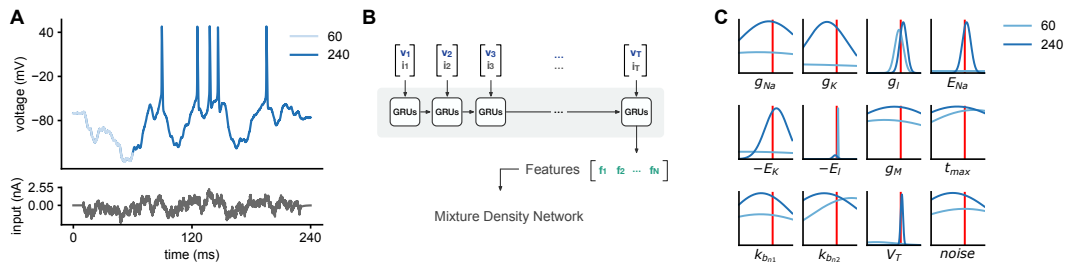 A
60
240
40
−20
−80
voltage (mV)
2.55
0.00
input (nA)
0
120
240
time (ms)
B
v1 v2 v3 ... vT
i1 i2 i3 ... iT
GRUs GRUs GRUs ... GRUs
Features [ f1 f2 ... fN ]
Mixture Density Network
C
60
240
gNa gK gl ENa
−EK −El gM tmax
kbn1 kbn2 VT noise